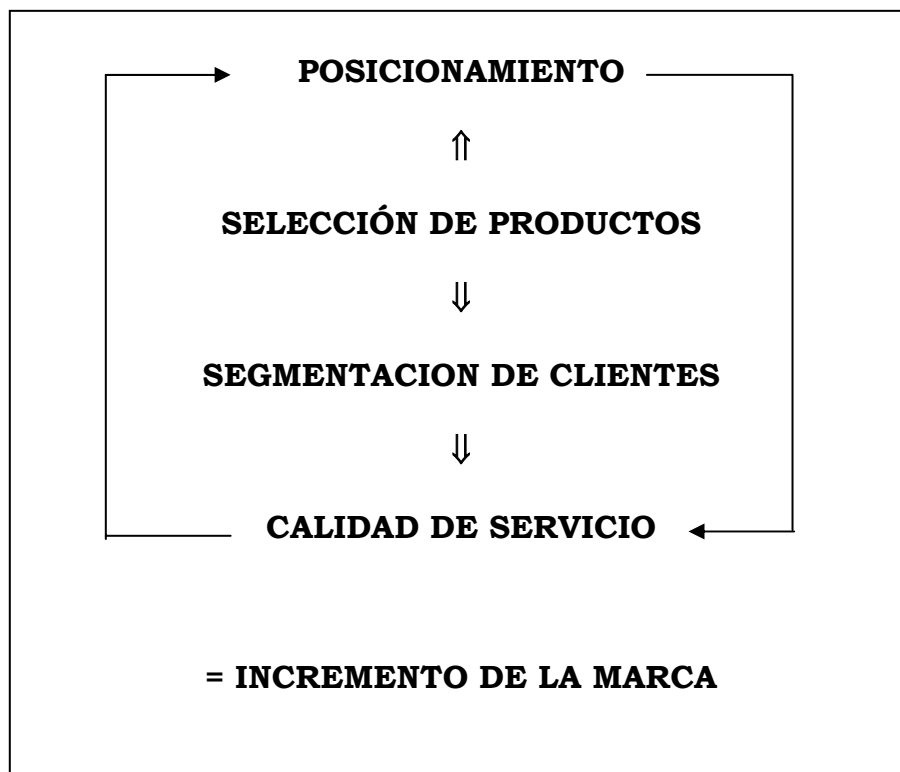 POSICIONAMIENTO
⇑
SELECCIÓN DE PRODUCTOS
⇓
SEGMENTACION DE CLIENTES
⇓
CALIDAD DE SERVICIO
= INCREMENTO DE LA MARCA